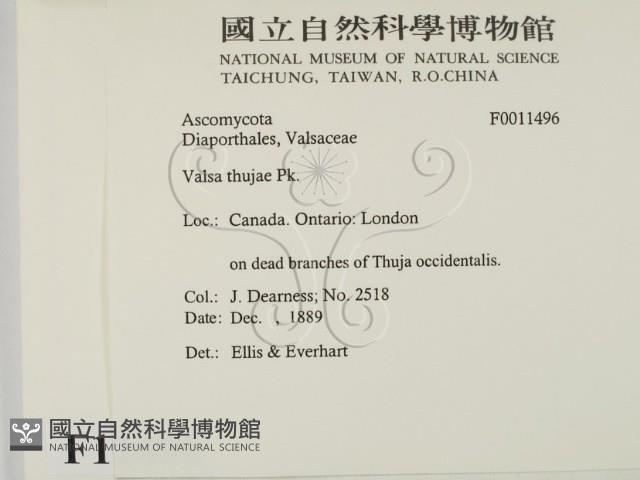 國立自然科學博物館
NATIONAL MUSEUM OF NATURAL SCIENCE
TAICHUNG, TAIWAN, R.O.CHINA
Ascomycota F0011496
Diaporthales, Valsaceae
Valsa thujae Pk.
Loc.: Canada. Ontario: London
on dead branches of Thuja occidentalis.
Col.: J. Dearness; No. 2518
Date: Dec. , 1889
Det.: Ellis & Everhart
國立自然科學博物館
NATIONAL MUSEUM OF NATURAL SCIENCE
F1